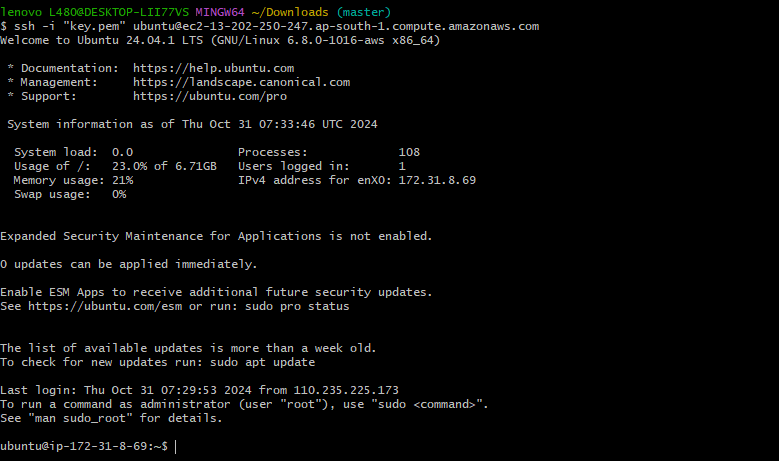 lenovo L480@DESKTOP-LII77VS MINGW64 ~/Downloads (master)
$ ssh -i "key.pem" ubuntu@ec2-13-202-250-247.ap-south-1.compute.amazonaws.com
Welcome to Ubuntu 24.04.1 LTS (GNU/Linux 6.8.0-1016-aws x86_64)

 * Documentation:  https://help.ubuntu.com
 * Management:     https://landscape.canonical.com
 * Support:        https://ubuntu.com/pro

 System information as of Thu Oct 31 07:33:46 UTC 2024

  System load:  0.0               Processes:             108
  Usage of /:   23.0% of 6.71GB   Users logged in:       1
  Memory usage: 21%               IPv4 address for enX0: 172.31.8.69
  Swap usage:   0%

Expanded Security Maintenance for Applications is not enabled.

0 updates can be applied immediately.

Enable ESM Apps to receive additional future security updates.
See https://ubuntu.com/esm or run: sudo pro status

The list of available updates is more than a week old.
To check for new updates run: sudo apt update

Last login: Thu Oct 31 07:29:53 2024 from 110.235.225.173
To run a command as administrator (user "root"), use "sudo <command>".
See "man sudo_root" for details.

ubuntu@ip-172-31-8-69:~$